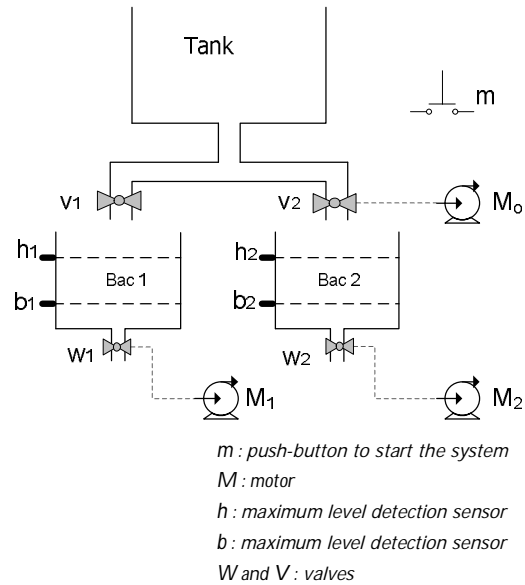 Tank
m
V1
V2
Mo
h1
h2
Bac 1
Bac 2
b1
b2
W1
W2
M1
M2
m : push-button to start the system
M : motor
h : maximum level detection sensor
b : maximum level detection sensor
W and V : valves